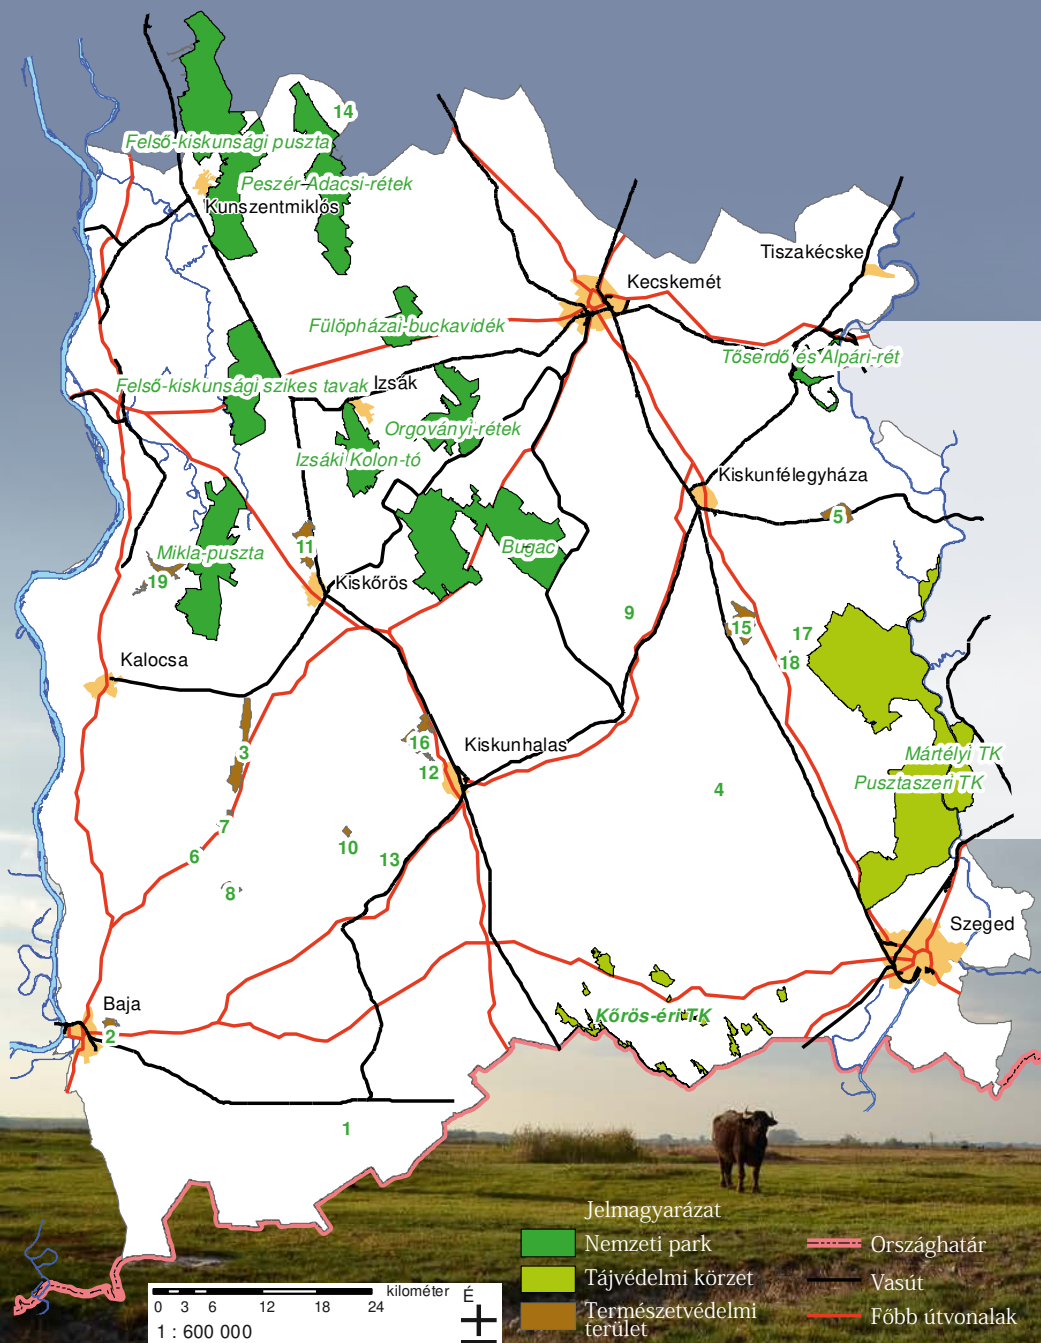 14
Felső-kiskunsági puszta
Peszér-Adacsi-rétek
Kunszentmiklós
Tiszakécske
Kecskemét
Fülöpházai-buckavidék
Tőserdő és Alpári-rét
Felső-kiskunsági szikes tavak
Izsák
Orgoványi-rétek
Izsáki Kolon-tó
Kiskunfélegyháza
5
11
Mikla-puszta
Bugac
19
Kiskőrös
9
15
17
18
Kalocsa
3
16
Kiskunhalas
12
Mártélyi TK
Pusztaszeri TK
4
7
6
10
13
8
Szeged
Baja
2
Kőrös-éri TK
1
Jelmagyarázat
Nemzeti park
Tájvédelmi körzet
Természetvédelmi
terület
Országhatár
Vasút
Főbb útvonalak
kilométer
0 3 6 12 18 24
1 : 600 000
É